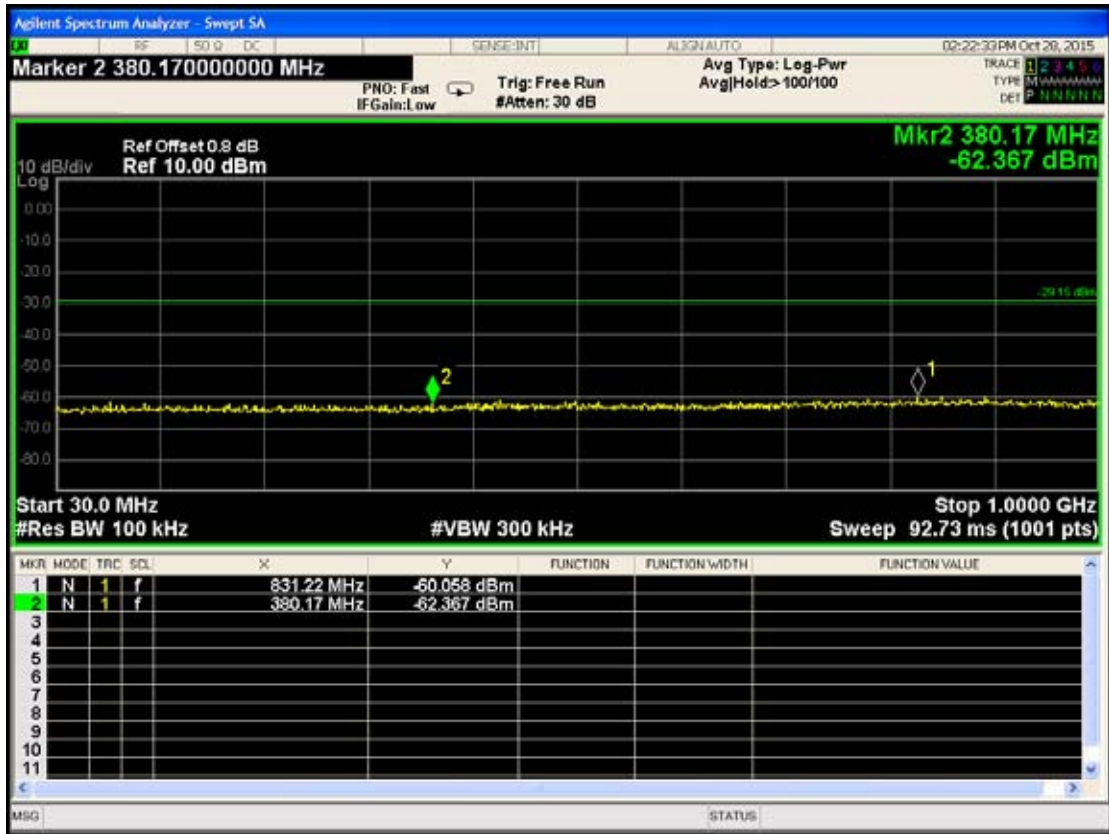 Agilent Spectrum Analyzer - Swept SA
RF 50 Ω DC SENSE:INT ALIGNAUTO 02:22:33PM Oct 28, 2015
Marker 2 380.170000000 MHz
PNO: Fast
IFGain:Low
Trig: Free Run
#Atten: 30 dB
Avg Type: Log-Pwr
Avg|Hold:>100/100
TRACE 1 2 3 4 5 6
TYPE M
DET P N N N N N
Mkr2 380.17 MHz
-62.367 dBm
Ref Offset 0.8 dB
10 dB/div Ref 10.00 dBm
Log
0.00
-10.0
-20.0
-29.15 dBm
-30.0
-40.0
-50.0
-60.0
-70.0
-80.0
2
1
Start 30.0 MHz Stop 1.0000 GHz
#Res BW 100 kHz #VBW 300 kHz Sweep 92.73 ms (1001 pts)
MKR MODE TRC SCL X Y FUNCTION FUNCTION WIDTH FUNCTION VALUE
1 N 1 f 831.22 MHz -60.058 dBm
2 N 1 f 380.17 MHz -62.367 dBm
3
4
5
6
7
8
9
10
11
MSG STATUS